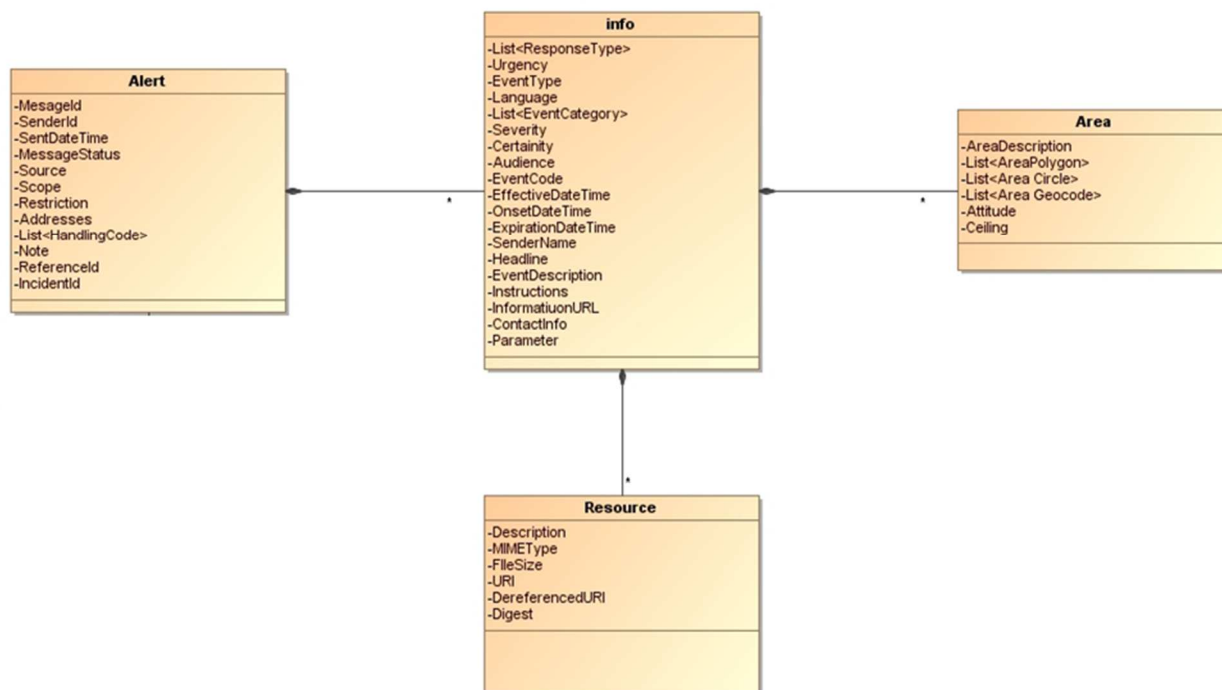 Alert
-MesageId
-SenderId
-SentDateTime
-MessageStatus
-Source
-Scope
-Restriction
-Addresses
-List<HandlingCode>
-Note
-ReferenceId
-IncidentId
*
info
-List<ResponseType>
-Urgency
-EventType
-Language
-List<EventCategory>
-Severity
-Certainity
-Audience
-EventCode
-EffectiveDateTime
-OnsetDateTime
-ExpirationDateTime
-SenderName
-Headline
-EventDescription
-Instructions
-InformatiuonURL
-ContactInfo
-Parameter
*
Area
-AreaDescription
-List<AreaPolygon>
-List<Area Circle>
-List<Area Geocode>
-Attitude
-Ceiling
*
Resource
-Description
-MIMEType
-FIleSize
-URI
-DereferencedURI
-Digest